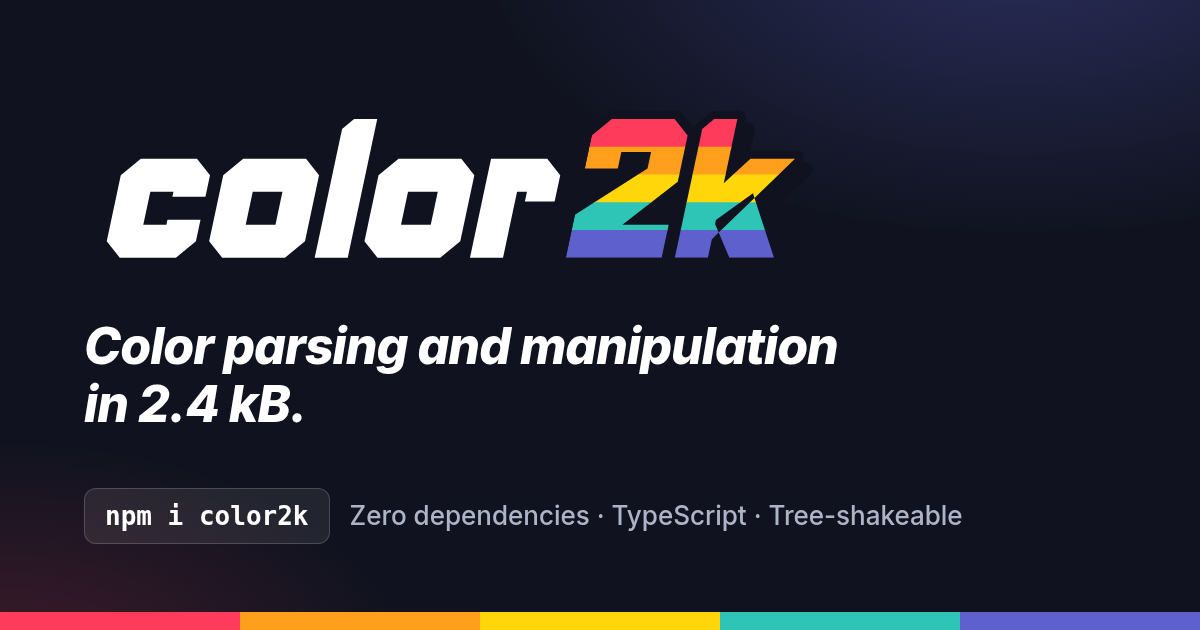 color2k
Color parsing and manipulation
in 2.4 kB.
npm i color2k
Zero dependencies · TypeScript · Tree-shakeable